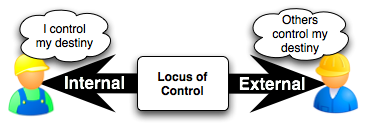 I control
my destiny
Others
control my
destiny
Internal
Locus of
Control
External